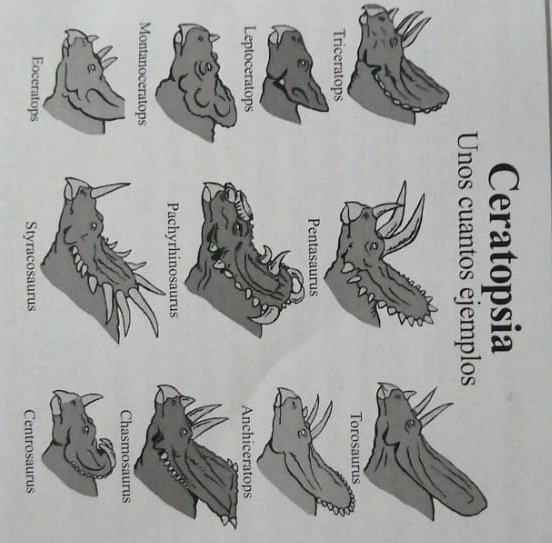 Ceratopsia
Unos cuantos ejemplos
Triceratops
Pentasaurus
Torosaurus
Leptoceratops
Anchiceratops
Pachyrhinosaurus
Montanoceratops
Chasmosaurus
Eoceratops
Styracosaurus
Centrosaurus